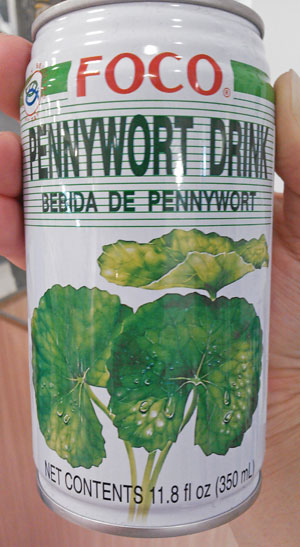 FOCO®
PENNYWORT DRINK
BEBIDA DE PENNYWORT
NET CONTENTS 11.8 fl oz (350 mL)